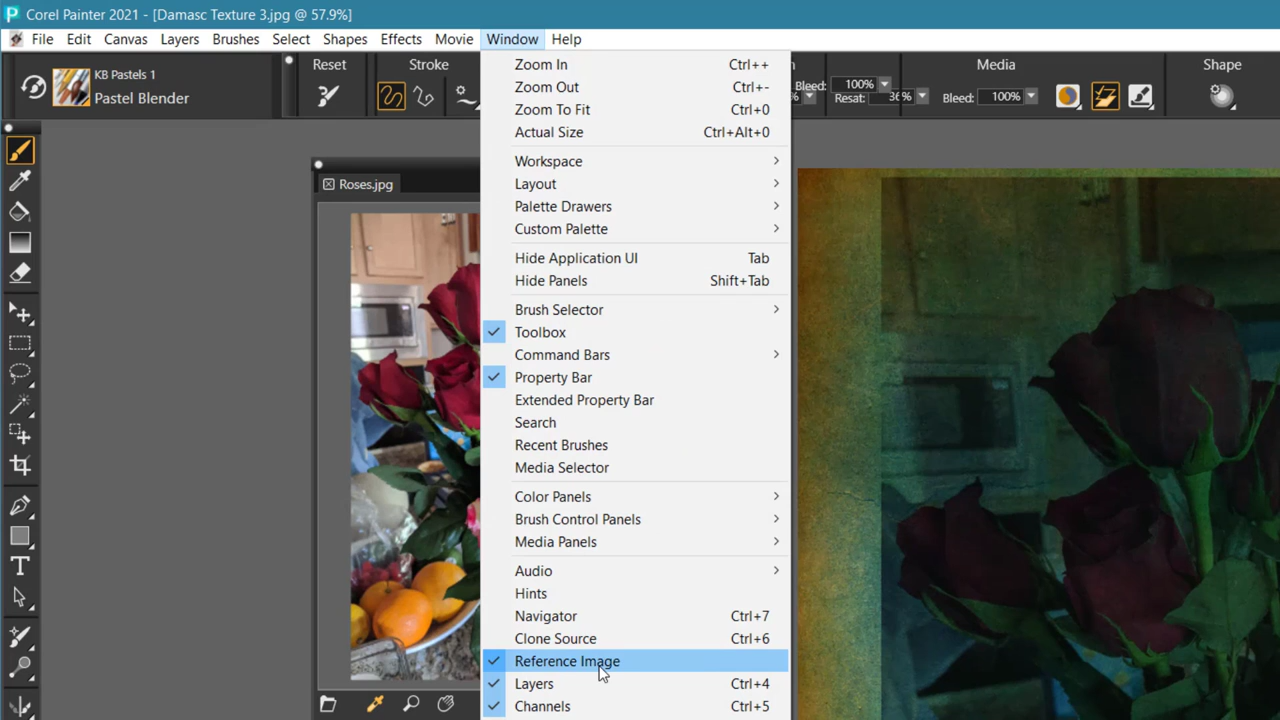 Corel Painter 2021 - [Damasc Texture 3.jpg @ 57.9%]
File Edit Canvas Layers Brushes Select Shapes Effects Movie Window Help
KB Pastels 1
Pastel Blender
Reset
Stroke
Bleed: 100%
Resat: 36%
Media
Bleed: 100%
Shape
Roses.jpg
Zoom In Ctrl++
Zoom Out Ctrl+-
Zoom To Fit Ctrl+0
Actual Size Ctrl+Alt+0
Workspace
Layout
Palette Drawers
Custom Palette
Hide Application UI Tab
Hide Panels Shift+Tab
Brush Selector
Toolbox
Command Bars
Property Bar
Extended Property Bar
Search
Recent Brushes
Media Selector
Color Panels
Brush Control Panels
Media Panels
Audio
Hints
Navigator Ctrl+7
Clone Source Ctrl+6
Reference Image
Layers Ctrl+4
Channels Ctrl+5